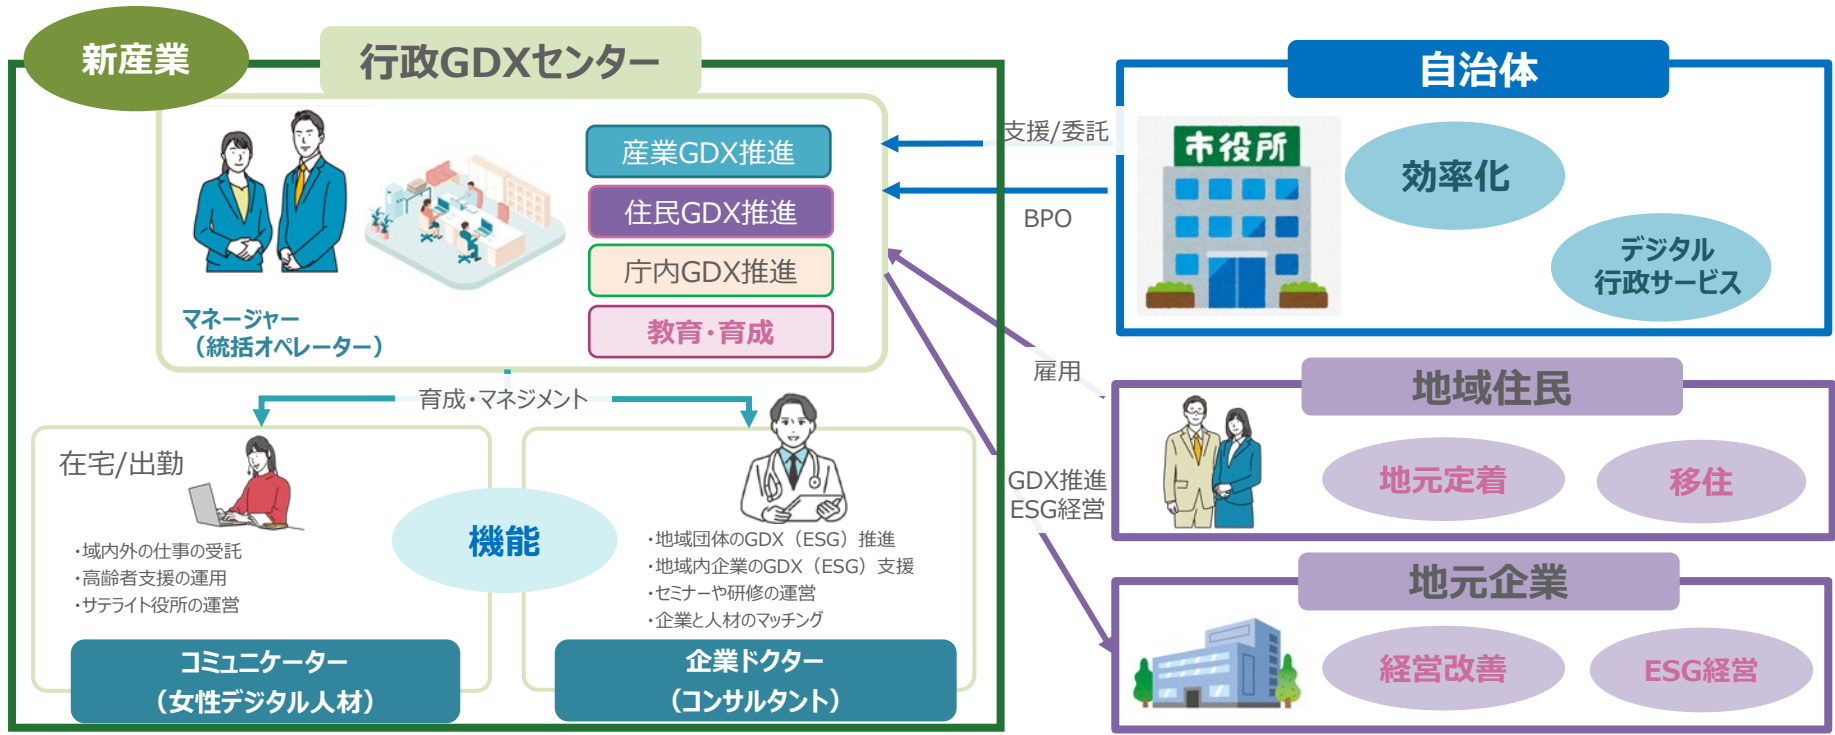 新産業
行政GDXセンター
産業GDX推進
住民GDX推進
庁内GDX推進
教育・育成
マネージャー
（統括オペレーター）
育成・マネジメント
在宅/出勤
・域内外の仕事の受託
・高齢者支援の運用
・サテライト役所の運営
コミュニケーター
（女性デジタル人材）
機能
・地域団体のGDX（ESG）推進
・地域内企業のGDX（ESG）支援
・セミナーや研修の運営
・企業と人材のマッチング
企業ドクター
（コンサルタント）
支援/委託
BPO
雇用
GDX推進
ESG経営
自治体
市役所
効率化
デジタル
行政サービス
地域住民
地元定着
移住
地元企業
経営改善
ESG経営